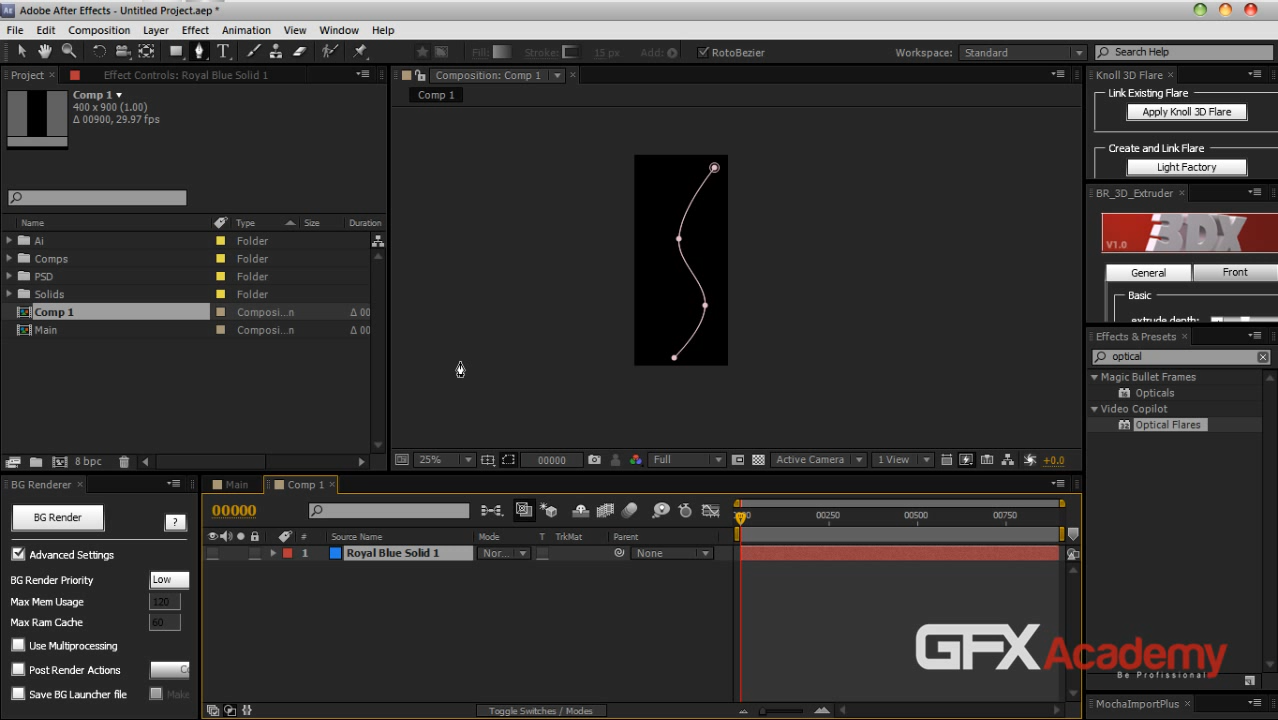 Adobe After Effects - Untitled Project.aep *
File Edit Composition Layer Effect Animation View Window Help
Fill: Stroke: 15 px Add: RotoBezier Workspace: Standard Search Help
Project Effect Controls: Royal Blue Solid 1
Comp 1
400 x 900 (1.00)
Δ 00900, 29.97 fps
Name Type Size Duration
Ai Folder
Comps Folder
PSD Folder
Solids Folder
Comp 1 Composi...n Δ 00
Main Composi...n Δ 00
8 bpc
Composition: Comp 1
Comp 1
25% 00000 Full Active Camera 1 View +0.0
Knoll 3D Flare
Link Existing Flare
Apply Knoll 3D Flare
Create and Link Flare
Light Factory
BR_3D_Extruder
3DX
V1.0
General Front
Basic
extrude depth:
Effects & Presets
optical
Magic Bullet Frames
Opticals
Video Copilot
Optical Flares
MochaImportPlus
BG Renderer
BG Render ?
Advanced Settings
BG Render Priority Low
Max Mem Usage 120
Max Ram Cache 60
Use Multiprocessing
Post Render Actions
Save BG Launcher file Make
Main Comp 1
00000
# Source Name Mode T TrkMat Parent
1 Royal Blue Solid 1 Nor... None
00250 00500 00750
Toggle Switches / Modes
GFXAcademy
Be Profissional